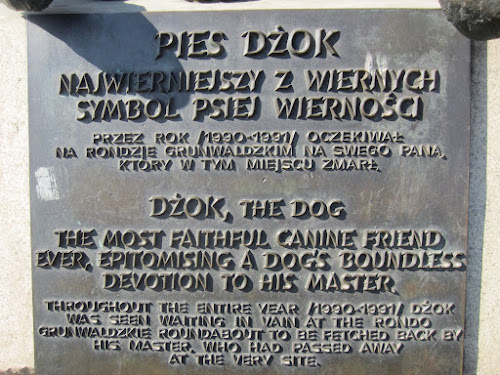 PIES DŻOK
NAJWIERNIEJSZY Z WIERNYCH
SYMBOL PSIEJ WIERNOŚCI
PRZEZ ROK /1990-1991/ OCZEKIWAŁ
NA RONDZIE GRUNWALDZKIM NA SWEGO PANA,
KTÓRY W TYM MIEJSCU ZMARŁ.
DŻOK, THE DOG
THE MOST FAITHFUL CANINE FRIEND
EVER, EPITOMISING A DOG'S BOUNDLESS
DEVOTION TO HIS MASTER.
THROUGHOUT THE ENTIRE YEAR /1990-1991/ DŻOK
WAS SEEN WAITING IN VAIN AT THE RONDO
GRUNWALDZKIE ROUNDABOUT TO BE FETCHED BACK BY
HIS MASTER, WHO HAD PASSED AWAY
AT THE VERY SITE.